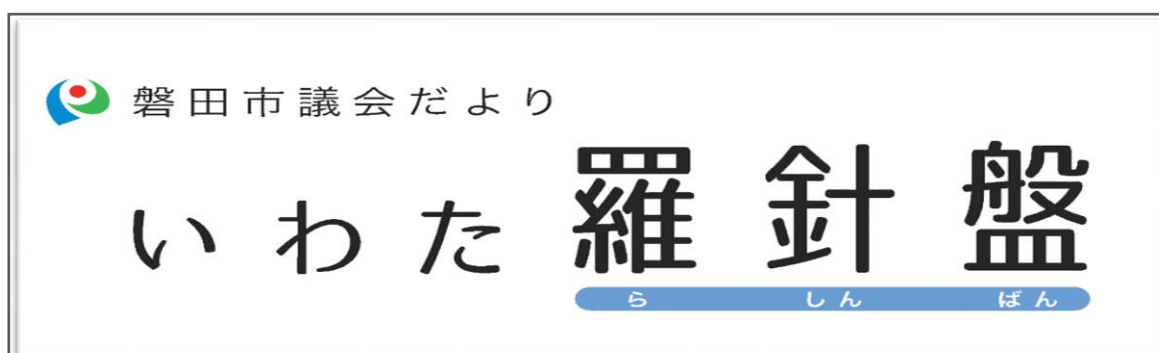 磐田市議会だより
いわた羅針盤
らしんばん